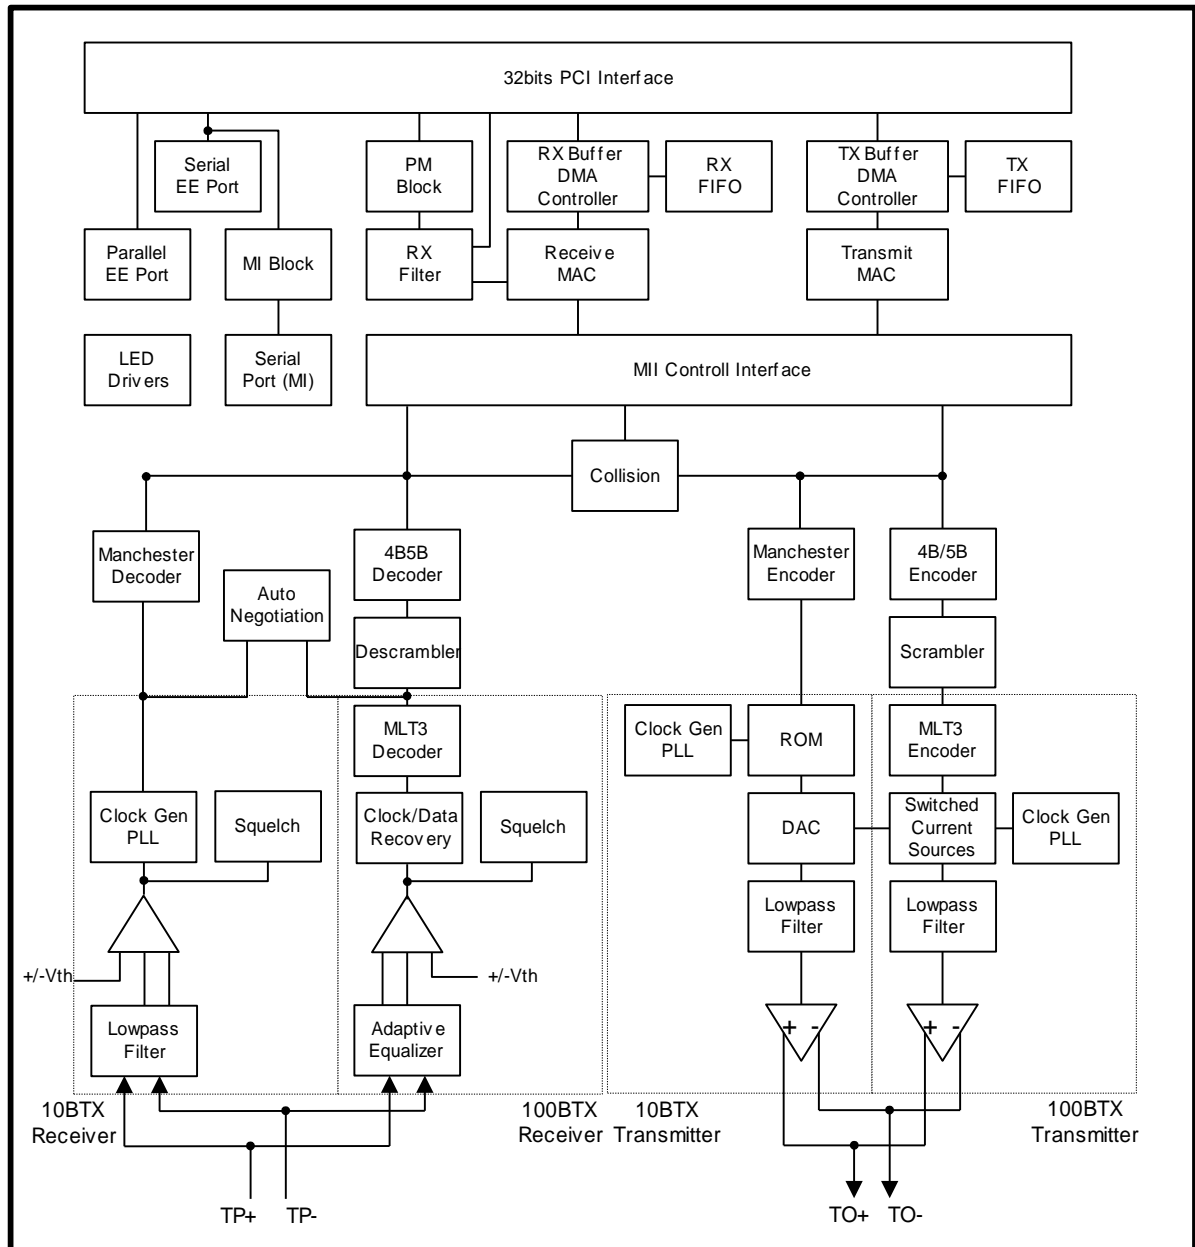 32bits PCI Interface
Serial
EE Port
PM
Block
RX Buffer
DMA
Controller
RX
FIFO
TX Buffer
DMA
Controller
TX
FIFO
Parallel
EE Port
MI Block
RX
Filter
Receive
MAC
Transmit
MAC
LED
Drivers
Serial
Port (MI)
MII Controll Interface
Collision
Manchester
Decoder
Auto
Negotiation
4B5B
Decoder
Manchester
Encoder
4B/5B
Encoder
Descrambler
Scrambler
MLT3
Decoder
Clock Gen
PLL
ROM
MLT3
Encoder
Clock Gen
PLL
Squelch
Clock/Data
Recovery
Squelch
DAC
Switched
Current
Sources
Clock Gen
PLL
Lowpass
Filter
Lowpass
Filter
+/-Vth
+/-Vth
Lowpass
Filter
Adaptive
Equalizer
+ -
+ -
10BTX
Receiver
100BTX
Receiver
10BTX
Transmitter
100BTX
Transmitter
TP+
TP-
TO+
TO-